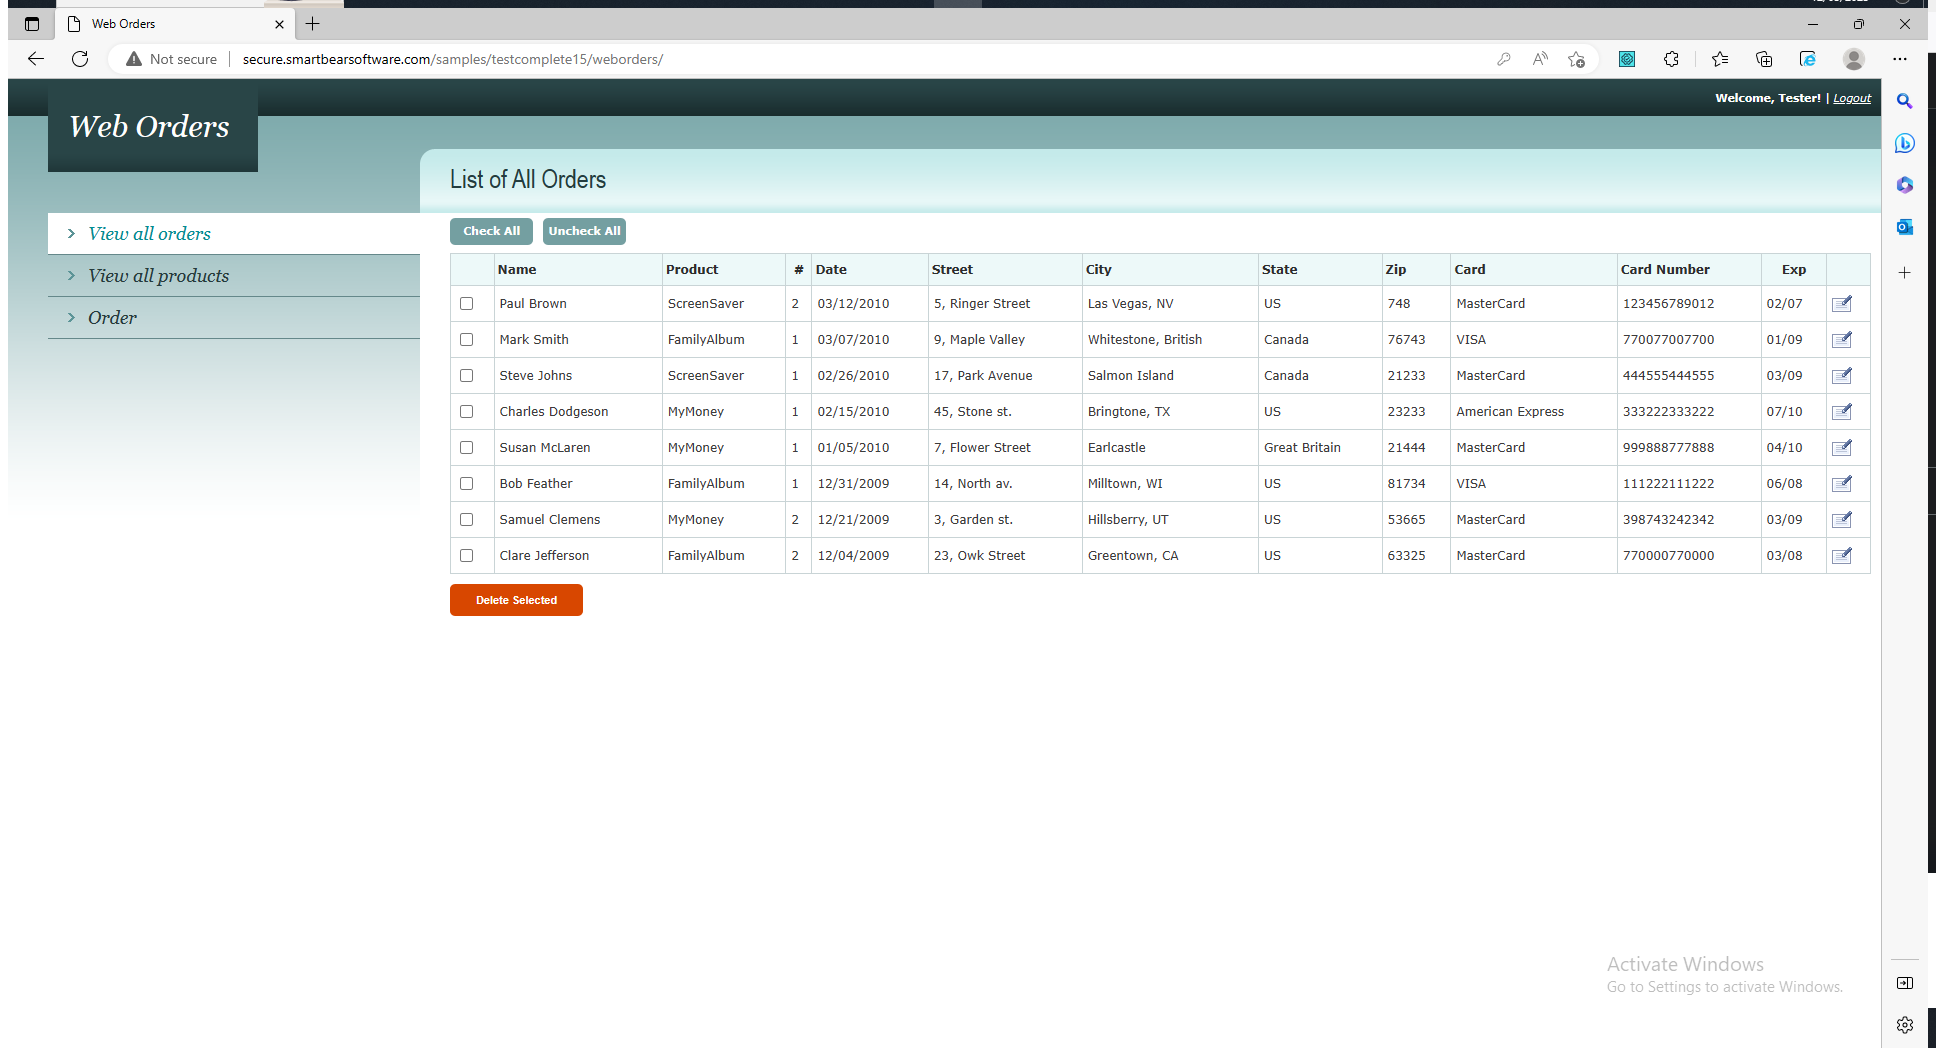 Web Orders
Not secure secure.smartbearsoftware.com/samples/testcomplete15/weborders/
Welcome, Tester! | Logout
Web Orders
List of All Orders
View all orders
View all products
Order
Check All Uncheck All
Name Product # Date Street City State Zip Card Card Number Exp
Paul Brown ScreenSaver 2 03/12/2010 5, Ringer Street Las Vegas, NV US 748 MasterCard 123456789012 02/07
Mark Smith FamilyAlbum 1 03/07/2010 9, Maple Valley Whitestone, British Canada 76743 VISA 770077007700 01/09
Steve Johns ScreenSaver 1 02/26/2010 17, Park Avenue Salmon Island Canada 21233 MasterCard 444555444555 03/09
Charles Dodgeson MyMoney 1 02/15/2010 45, Stone st. Bringtone, TX US 23233 American Express 333222333222 07/10
Susan McLaren MyMoney 1 01/05/2010 7, Flower Street Earlcastle Great Britain 21444 MasterCard 999888777888 04/10
Bob Feather FamilyAlbum 1 12/31/2009 14, North av. Milltown, WI US 81734 VISA 111222111222 06/08
Samuel Clemens MyMoney 2 12/21/2009 3, Garden st. Hillsberry, UT US 53665 MasterCard 398743242342 03/09
Clare Jefferson FamilyAlbum 2 12/04/2009 23, Owk Street Greentown, CA US 63325 MasterCard 770000770000 03/08
Delete Selected
Activate Windows
Go to Settings to activate Windows.